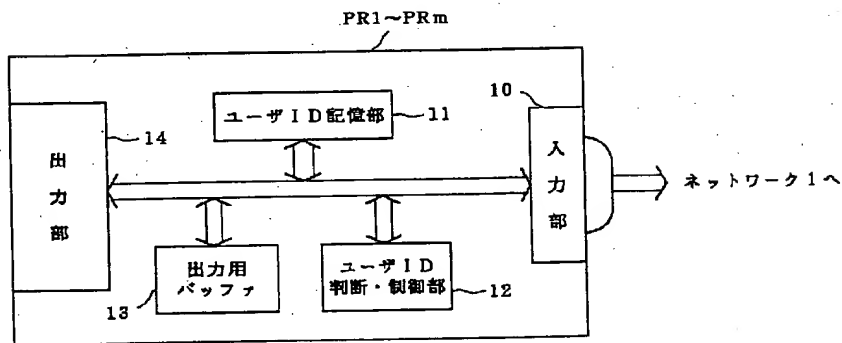 PR1~PRm
10
ユーザID記憶部
11
14
出力部
入力部
ネットワーク1へ
出力用
バッファ
13
ユーザID
判断・制御部
12